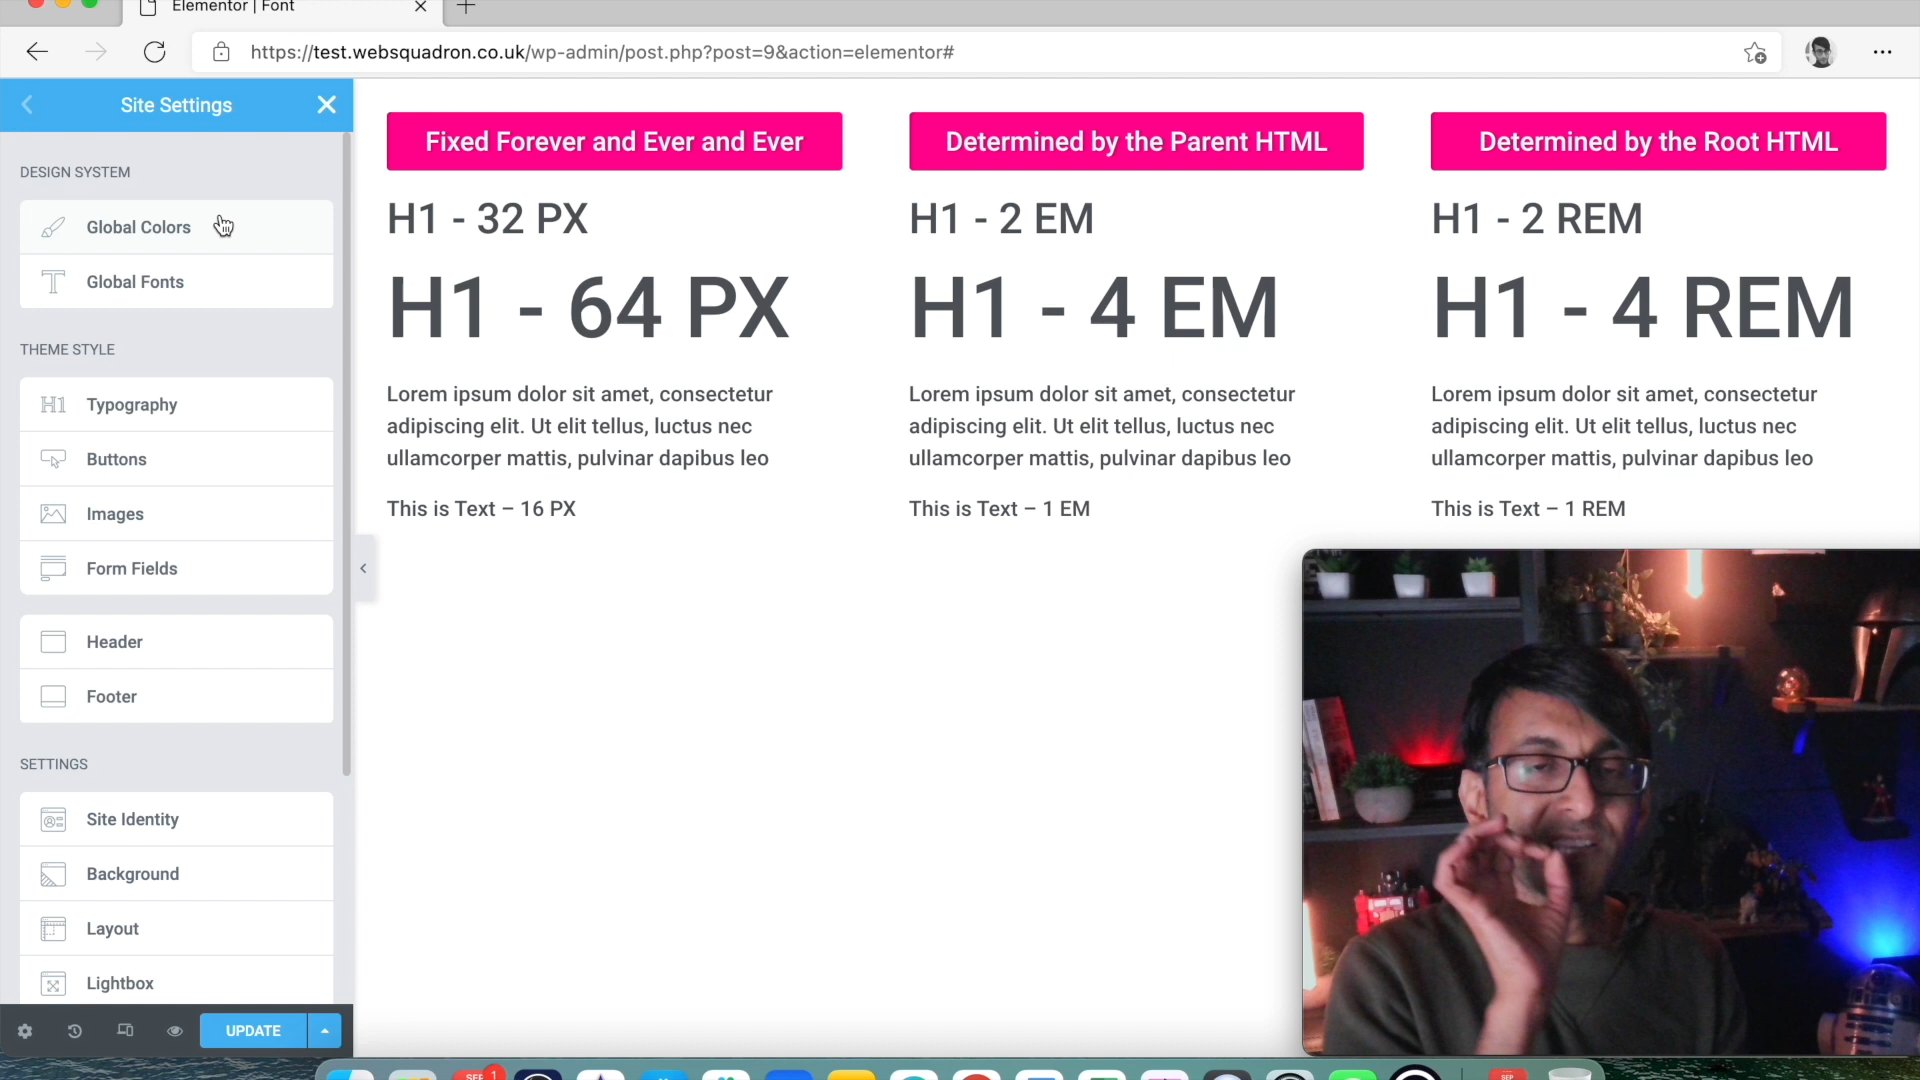 Elementor | Font
https://test.websquadron.co.uk/wp-admin/post.php?post=9&action=elementor#
Site Settings
DESIGN SYSTEM
Global Colors
Global Fonts
THEME STYLE
H1 Typography
Buttons
Images
Form Fields
Header
Footer
SETTINGS
Site Identity
Background
Layout
Lightbox
UPDATE
Fixed Forever and Ever and Ever
H1 - 32 PX
H1 - 64 PX
Lorem ipsum dolor sit amet, consectetur
adipiscing elit. Ut elit tellus, luctus nec
ullamcorper mattis, pulvinar dapibus leo
This is Text – 16 PX
Determined by the Parent HTML
H1 - 2 EM
H1 - 4 EM
Lorem ipsum dolor sit amet, consectetur
adipiscing elit. Ut elit tellus, luctus nec
ullamcorper mattis, pulvinar dapibus leo
This is Text – 1 EM
Determined by the Root HTML
H1 - 2 REM
H1 - 4 REM
Lorem ipsum dolor sit amet, consectetur
adipiscing elit. Ut elit tellus, luctus nec
ullamcorper mattis, pulvinar dapibus leo
This is Text – 1 REM
SEP
1
SEP